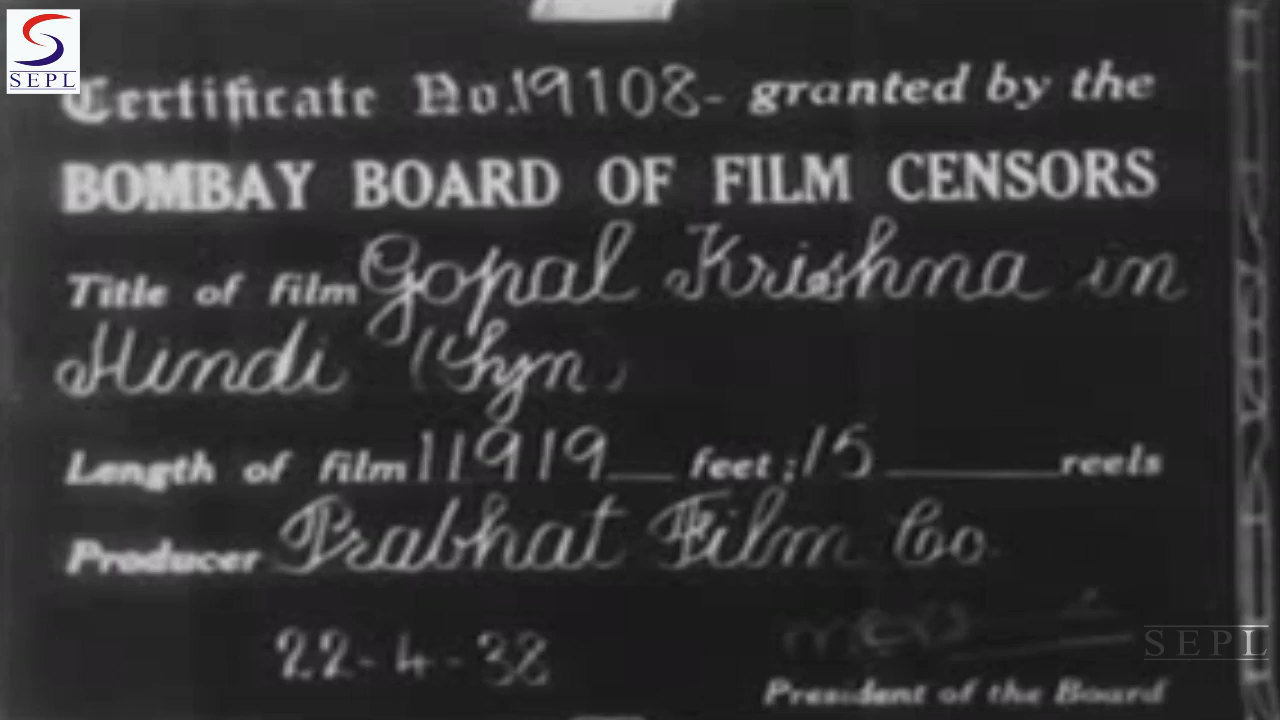 SEPL
Certificate No. 19108- granted by the
BOMBAY BOARD OF FILM CENSORS
Title of film Gopal Krishna in
Hindi (Syn)
Length of film 11919 feet; 15 reels
Producer Prabhat Film Co
22-4-38
SEPL
President of the Board